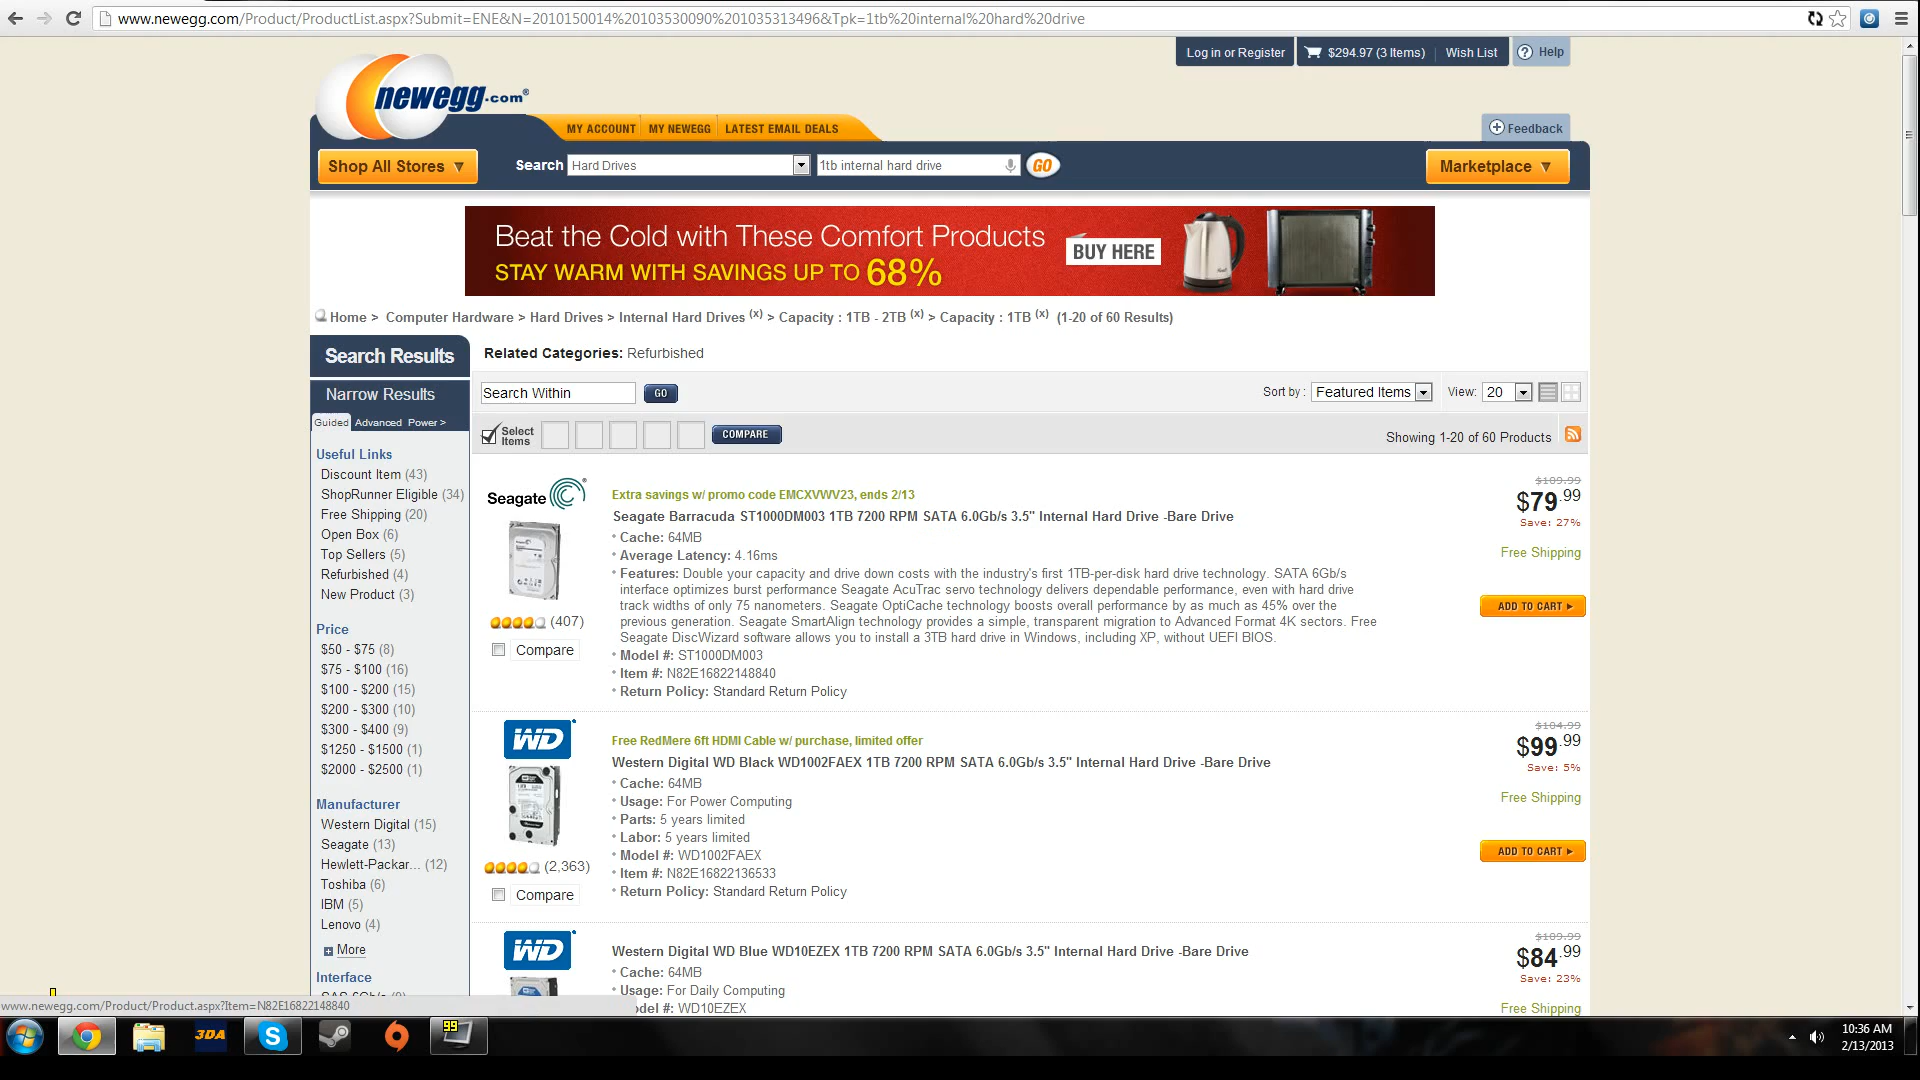 www.newegg.com/Product/ProductList.aspx?Submit=ENE&N=2010150014%20103530090%201035313496&Tpk=1tb%20internal%20hard%20drive
Log in or Register
$294.97 (3 Items)
Wish List
? Help
newegg.com®
MY ACCOUNT
MY NEWEGG
LATEST EMAIL DEALS
Feedback
Shop All Stores ▼
Search
Hard Drives
1tb internal hard drive
GO
Marketplace ▼
Beat the Cold with These Comfort Products
STAY WARM WITH SAVINGS UP TO 68%
BUY HERE
Home > Computer Hardware > Hard Drives > Internal Hard Drives (x) > Capacity : 1TB - 2TB (x) > Capacity : 1TB (x) (1-20 of 60 Results)
Search Results
Narrow Results
Guided Advanced Power >
Useful Links
Discount Item (43)
ShopRunner Eligible (34)
Free Shipping (20)
Open Box (6)
Top Sellers (5)
Refurbished (4)
New Product (3)
Price
$50 - $75 (8)
$75 - $100 (16)
$100 - $200 (15)
$200 - $300 (10)
$300 - $400 (9)
$1250 - $1500 (1)
$2000 - $2500 (1)
Manufacturer
Western Digital (15)
Seagate (13)
Hewlett-Packar... (12)
Toshiba (6)
IBM (5)
Lenovo (4)
More
Interface
Related Categories: Refurbished
Search Within
GO
Sort by : Featured Items
View: 20
Select Items
COMPARE
Showing 1-20 of 60 Products
Seagate
(407)
Compare
Extra savings w/ promo code EMCXVWV23, ends 2/13
Seagate Barracuda ST1000DM003 1TB 7200 RPM SATA 6.0Gb/s 3.5" Internal Hard Drive -Bare Drive
Cache: 64MB
Average Latency: 4.16ms
Features: Double your capacity and drive down costs with the industry's first 1TB-per-disk hard drive technology. SATA 6Gb/s
interface optimizes burst performance Seagate AcuTrac servo technology delivers dependable performance, even with hard drive
track widths of only 75 nanometers. Seagate OptiCache technology boosts overall performance by as much as 45% over the
previous generation. Seagate SmartAlign technology provides a simple, transparent migration to Advanced Format 4K sectors. Free
Seagate DiscWizard software allows you to install a 3TB hard drive in Windows, including XP, without UEFI BIOS.
Model #: ST1000DM003
Item #: N82E16822148840
Return Policy: Standard Return Policy
$109.99
$79.99
Save: 27%
Free Shipping
ADD TO CART
WD
(2,363)
Compare
Free RedMere 6ft HDMI Cable w/ purchase, limited offer
Western Digital WD Black WD1002FAEX 1TB 7200 RPM SATA 6.0Gb/s 3.5" Internal Hard Drive -Bare Drive
Cache: 64MB
Usage: For Power Computing
Parts: 5 years limited
Labor: 5 years limited
Model #: WD1002FAEX
Item #: N82E16822136533
Return Policy: Standard Return Policy
$104.99
$99.99
Save: 5%
Free Shipping
ADD TO CART
WD
Western Digital WD Blue WD10EZEX 1TB 7200 RPM SATA 6.0Gb/s 3.5" Internal Hard Drive -Bare Drive
Cache: 64MB
Usage: For Daily Computing
odel #: WD10EZEX
$109.99
$84.99
Save: 23%
Free Shipping
www.newegg.com/Product/Product.aspx?Item=N82E16822148840
3DA
99
10:36 AM
2/13/2013